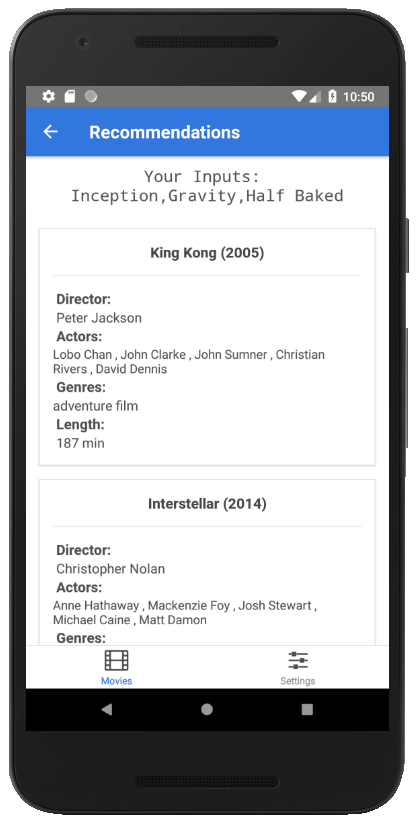 10:50
Recommendations
Your Inputs:
Inception,Gravity,Half Baked
King Kong (2005)
Director:
Peter Jackson
Actors:
Lobo Chan , John Clarke , John Sumner , Christian
Rivers , David Dennis
Genres:
adventure film
Length:
187 min
Interstellar (2014)
Director:
Christopher Nolan
Actors:
Anne Hathaway , Mackenzie Foy , Josh Stewart ,
Michael Caine , Matt Damon
Genres:
Movies
Settings